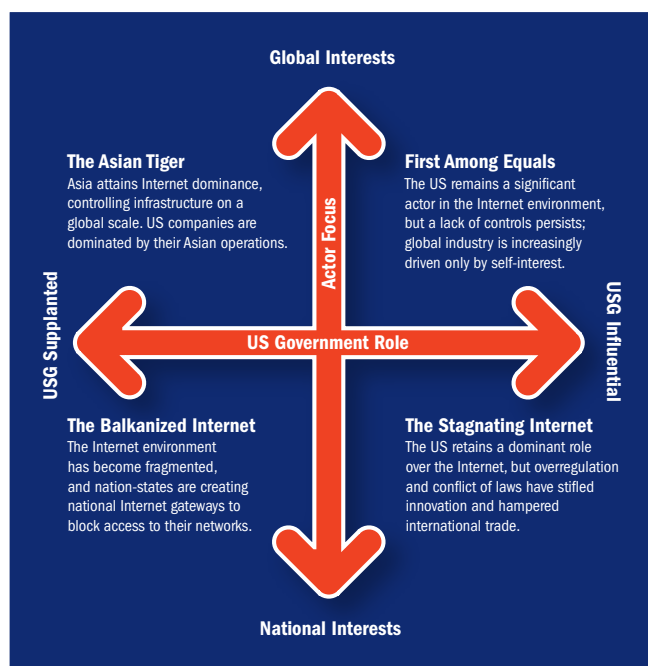 Global Interests
The Asian Tiger
Asia attains Internet dominance,
controlling infrastructure on a
global scale. US companies are
dominated by their Asian operations.
First Among Equals
The US remains a significant
actor in the Internet environment,
but a lack of controls persists;
global industry is increasingly
driven only by self-interest.
Actor Focus
USG Supplanted
US Government Role
USG Influential
The Balkanized Internet
The Internet environment
has become fragmented,
and nation-states are creating
national Internet gateways to
block access to their networks.
The Stagnating Internet
The US retains a dominant role
over the Internet, but overregulation
and conflict of laws have stifled
innovation and hampered
international trade.
National Interests